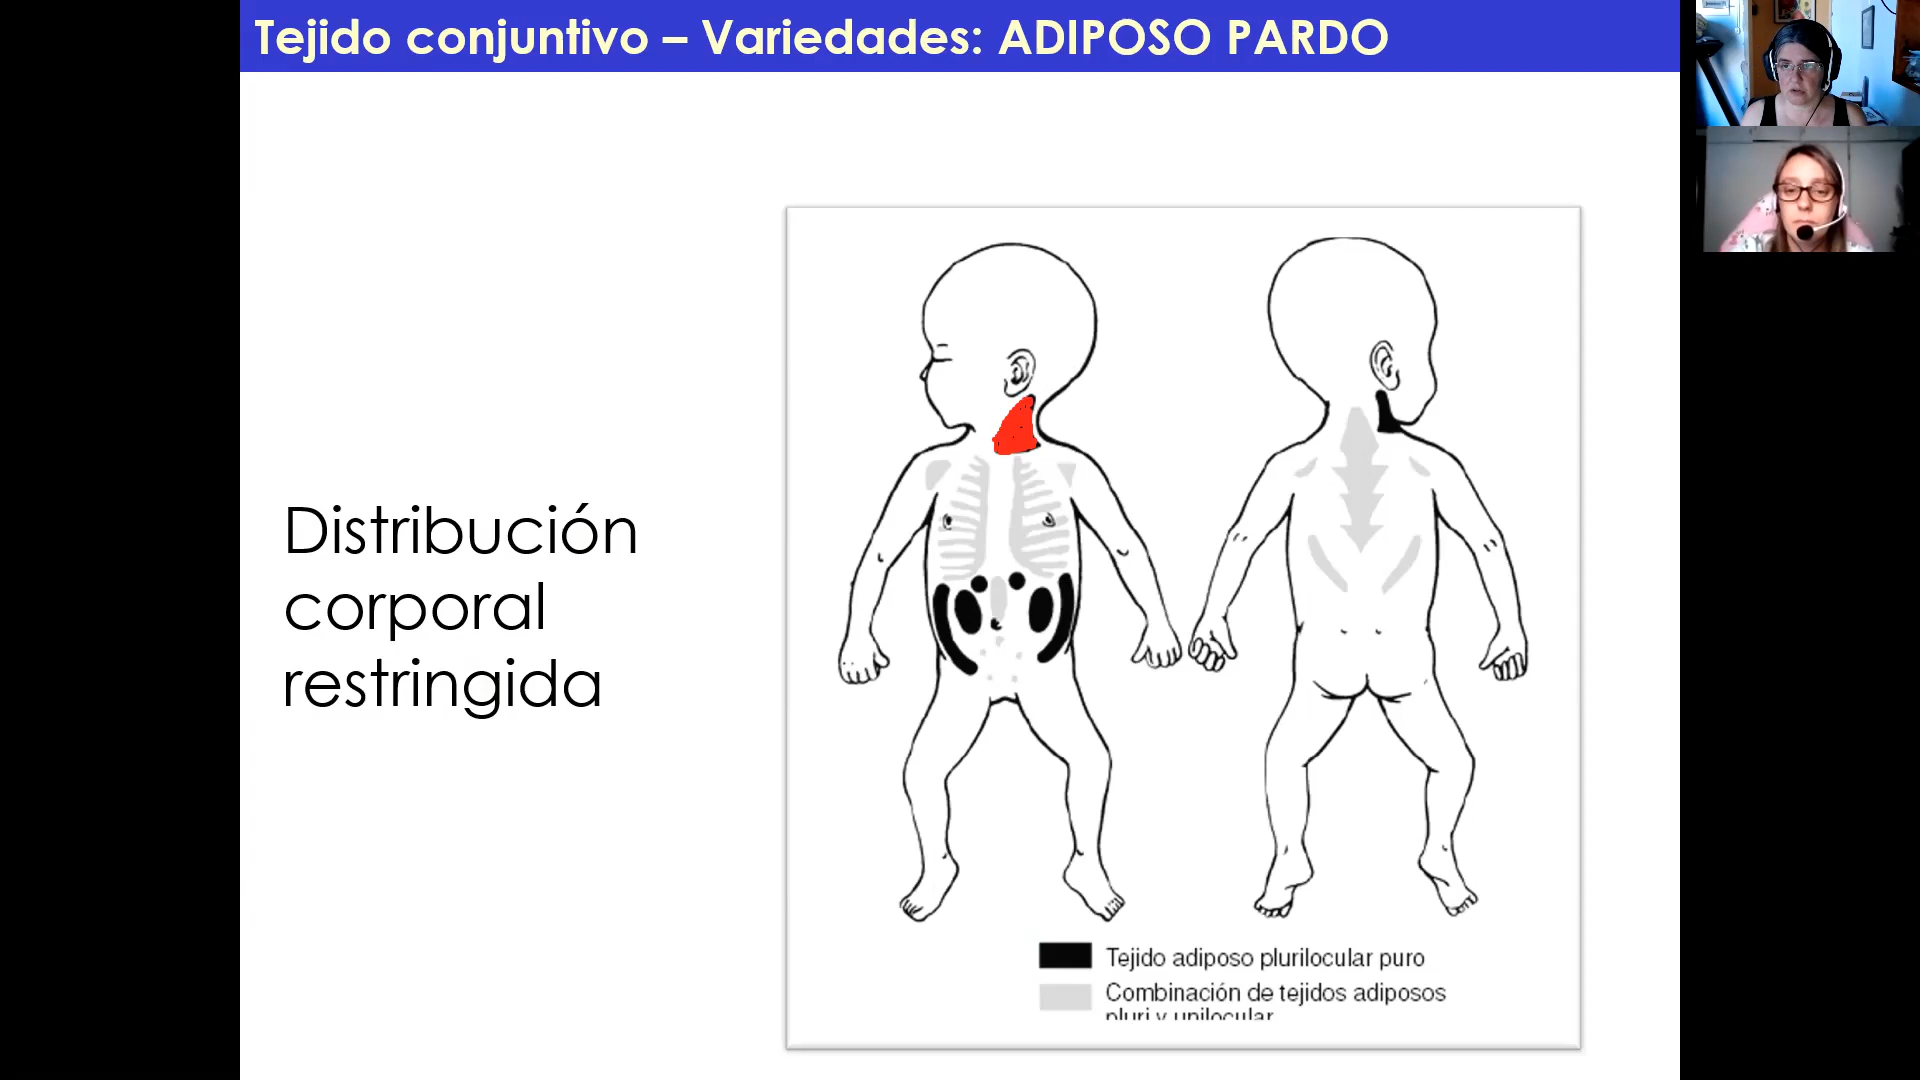 Tejido conjuntivo – Variedades: ADIPOSO PARDO
Distribución
corporal
restringida
Tejido adiposo plurilocular puro
Combinación de tejidos adiposos
pluri y unilocular